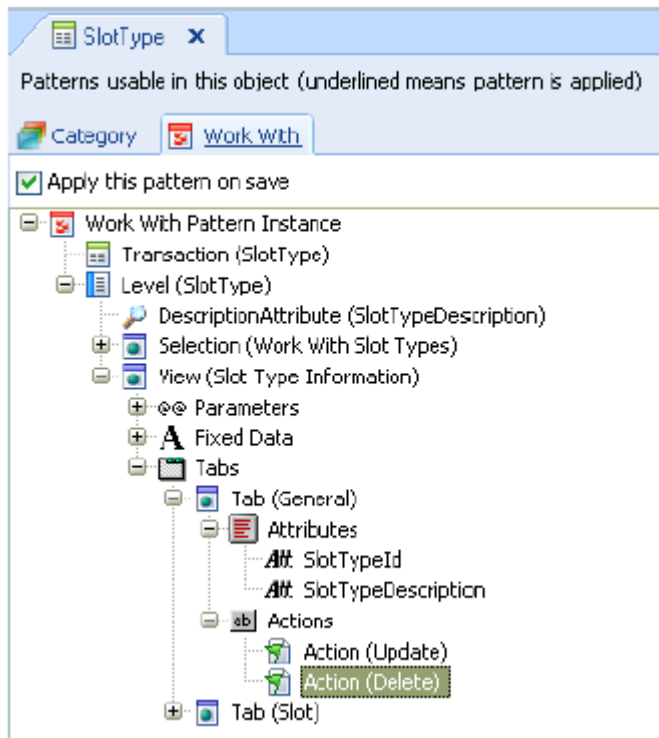 SlotType
Patterns usable in this object (underlined means pattern is applied)
Category Work With
Apply this pattern on save
Work With Pattern Instance
Transaction (SlotType)
Level (SlotType)
DescriptionAttribute (SlotTypeDescription)
Selection (Work With Slot Types)
View (Slot Type Information)
@@ Parameters
A Fixed Data
Tabs
Tab (General)
Attributes
Att SlotTypeId
Att SlotTypeDescription
ab Actions
Action (Update)
Action (Delete)
Tab (Slot)